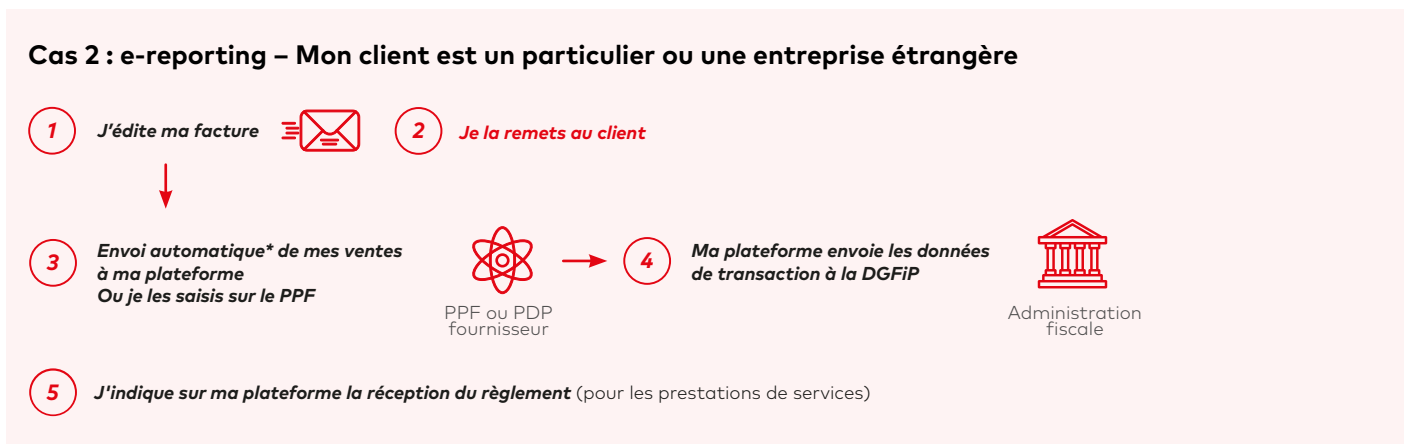 Cas 2 : e-reporting – Mon client est un particulier ou une entreprise étrangère
1
J'édite ma facture
2
Je la remets au client
3
Envoi automatique* de mes ventes
à ma plateforme
Ou je les saisis sur le PPF
PPF ou PDP
fournisseur
4
Ma plateforme envoie les données
de transaction à la DGFiP
Administration
fiscale
5
J'indique sur ma plateforme la réception du règlement (pour les prestations de services)